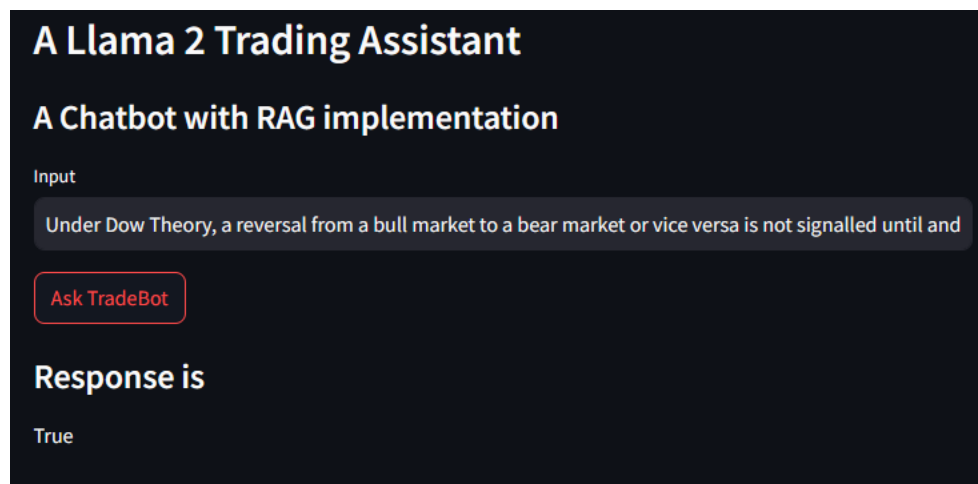 A Llama 2 Trading Assistant
A Chatbot with RAG implementation
Input
Under Dow Theory, a reversal from a bull market to a bear market or vice versa is not signalled until and
Ask TradeBot
Response is
True